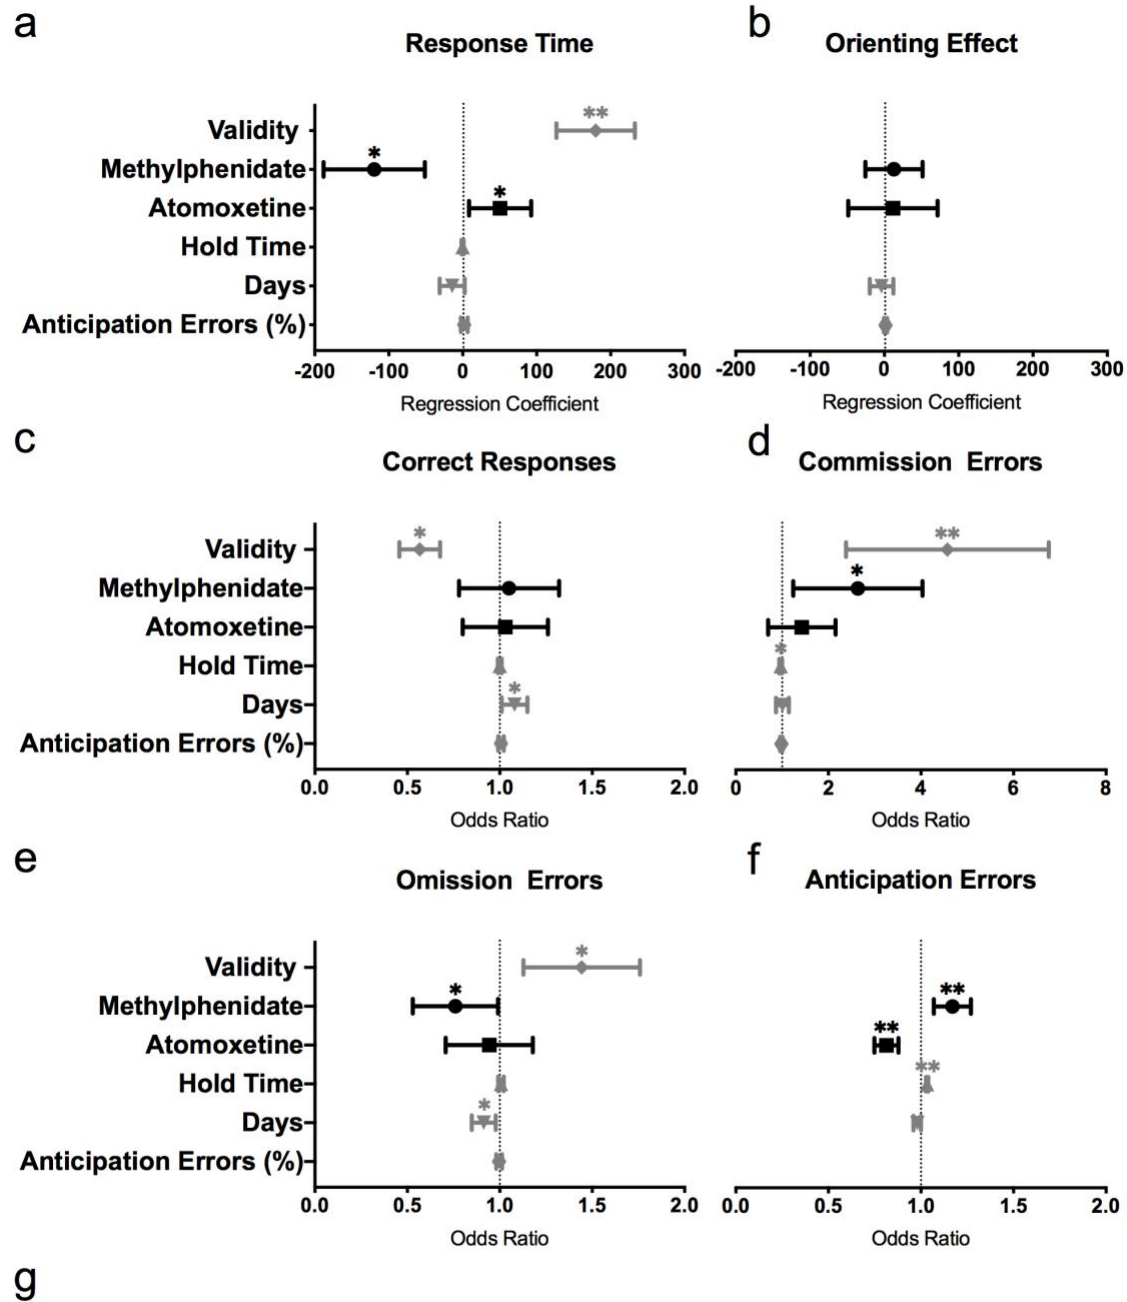 a
b
Response Time
Orienting Effect
Validity
**
Methylphenidate
*
Atomoxetine
*
Hold Time
Days
Anticipation Errors (%)
-200 -100 0 100 200 300
-200 -100 0 100 200 300
Regression Coefficient
Regression Coefficient
c
d
Correct Responses
Commission Errors
Validity
*
**
Methylphenidate
*
Atomoxetine
Hold Time
*
Days
*
Anticipation Errors (%)
0.0 0.5 1.0 1.5 2.0
0 2 4 6 8
Odds Ratio
Odds Ratio
e
f
Omission Errors
Anticipation Errors
Validity
*
Methylphenidate
*
**
Atomoxetine
**
Hold Time
**
Days
*
Anticipation Errors (%)
0.0 0.5 1.0 1.5 2.0
0.0 0.5 1.0 1.5 2.0
Odds Ratio
Odds Ratio
g